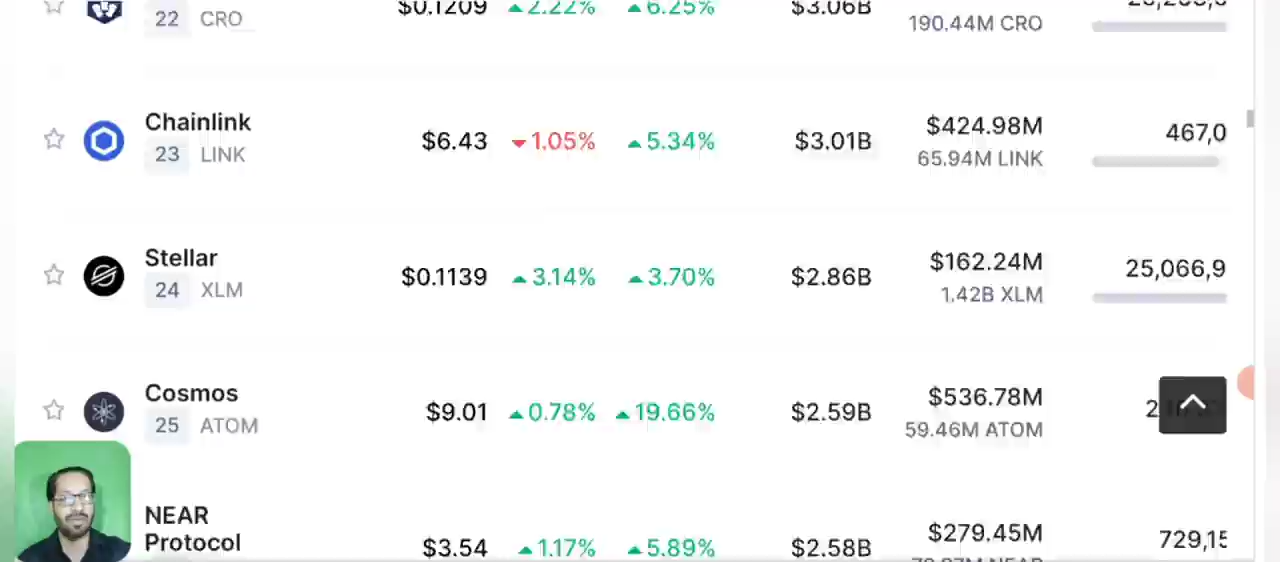 22 CRO $0.1209 2.22% 6.25% $3.06B
190.44M CRO
Chainlink
23 LINK $6.43 1.05% 5.34% $3.01B $424.98M 467,0
65.94M LINK
Stellar
24 XLM $0.1139 3.14% 3.70% $2.86B $162.24M 25,066,9
1.42B XLM
Cosmos
25 ATOM $9.01 0.78% 19.66% $2.59B $536.78M
59.46M ATOM
NEAR
Protocol $3.54 1.17% 5.89% $2.58B $279.45M 729,15